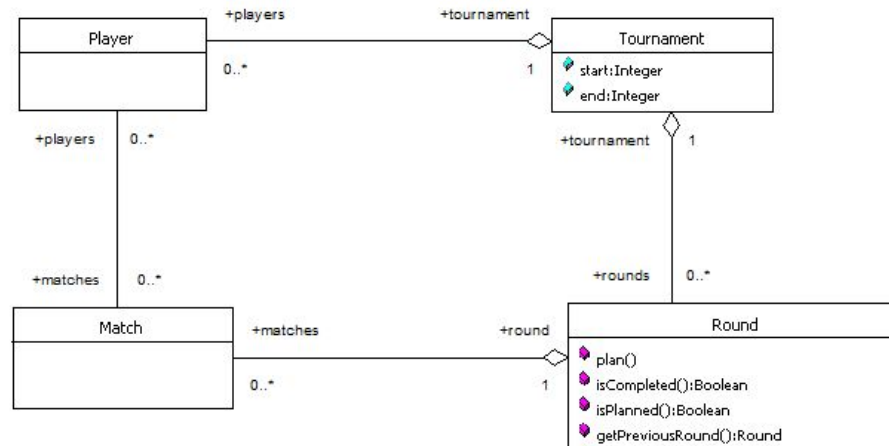 +players
+tournament
Player
Tournament
0..*
1
start:Integer
end:Integer
+players
0..*
+tournament
1
+matches
0..*
+rounds
0..*
Match
+matches
+round
Round
0..*
1
plan()
isCompleted():Boolean
isPlanned():Boolean
getPreviousRound():Round